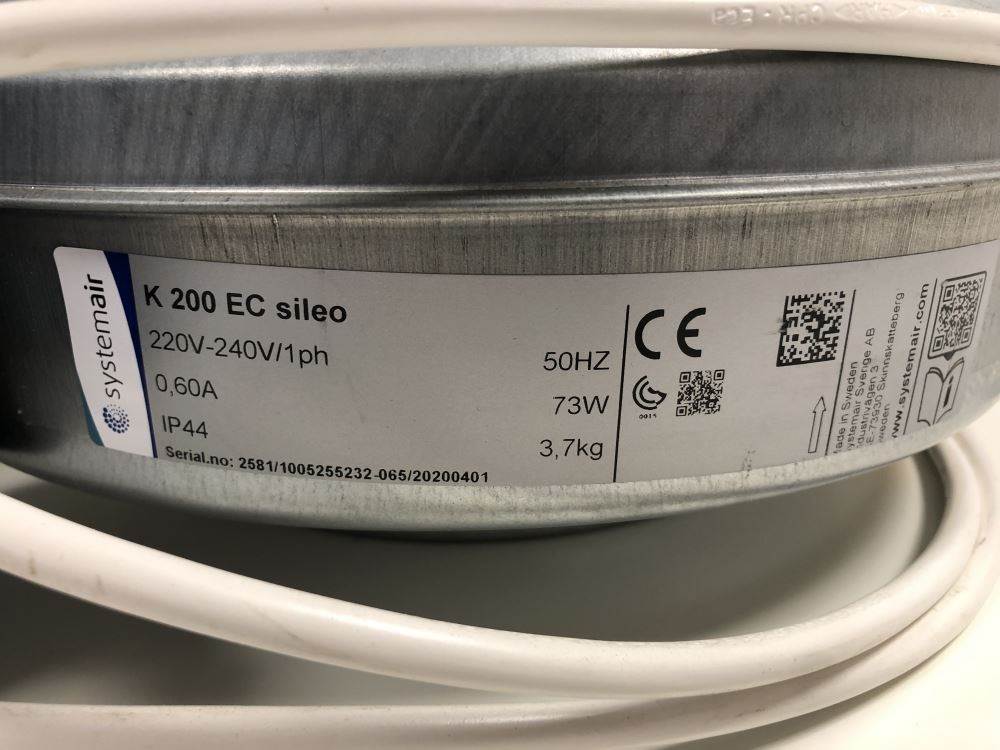 systemair
K 200 EC sileo
220V-240V/1ph
50HZ
0,60A
73W
IP44
3,7kg
Serial.no: 2581/1005255232-065/20200401
CE
0015
Made in Sweden
Systemair Sverige AB
Industrivägen 3
SE-73930 Skinnskatteberg
Sweden
www.systemair.com